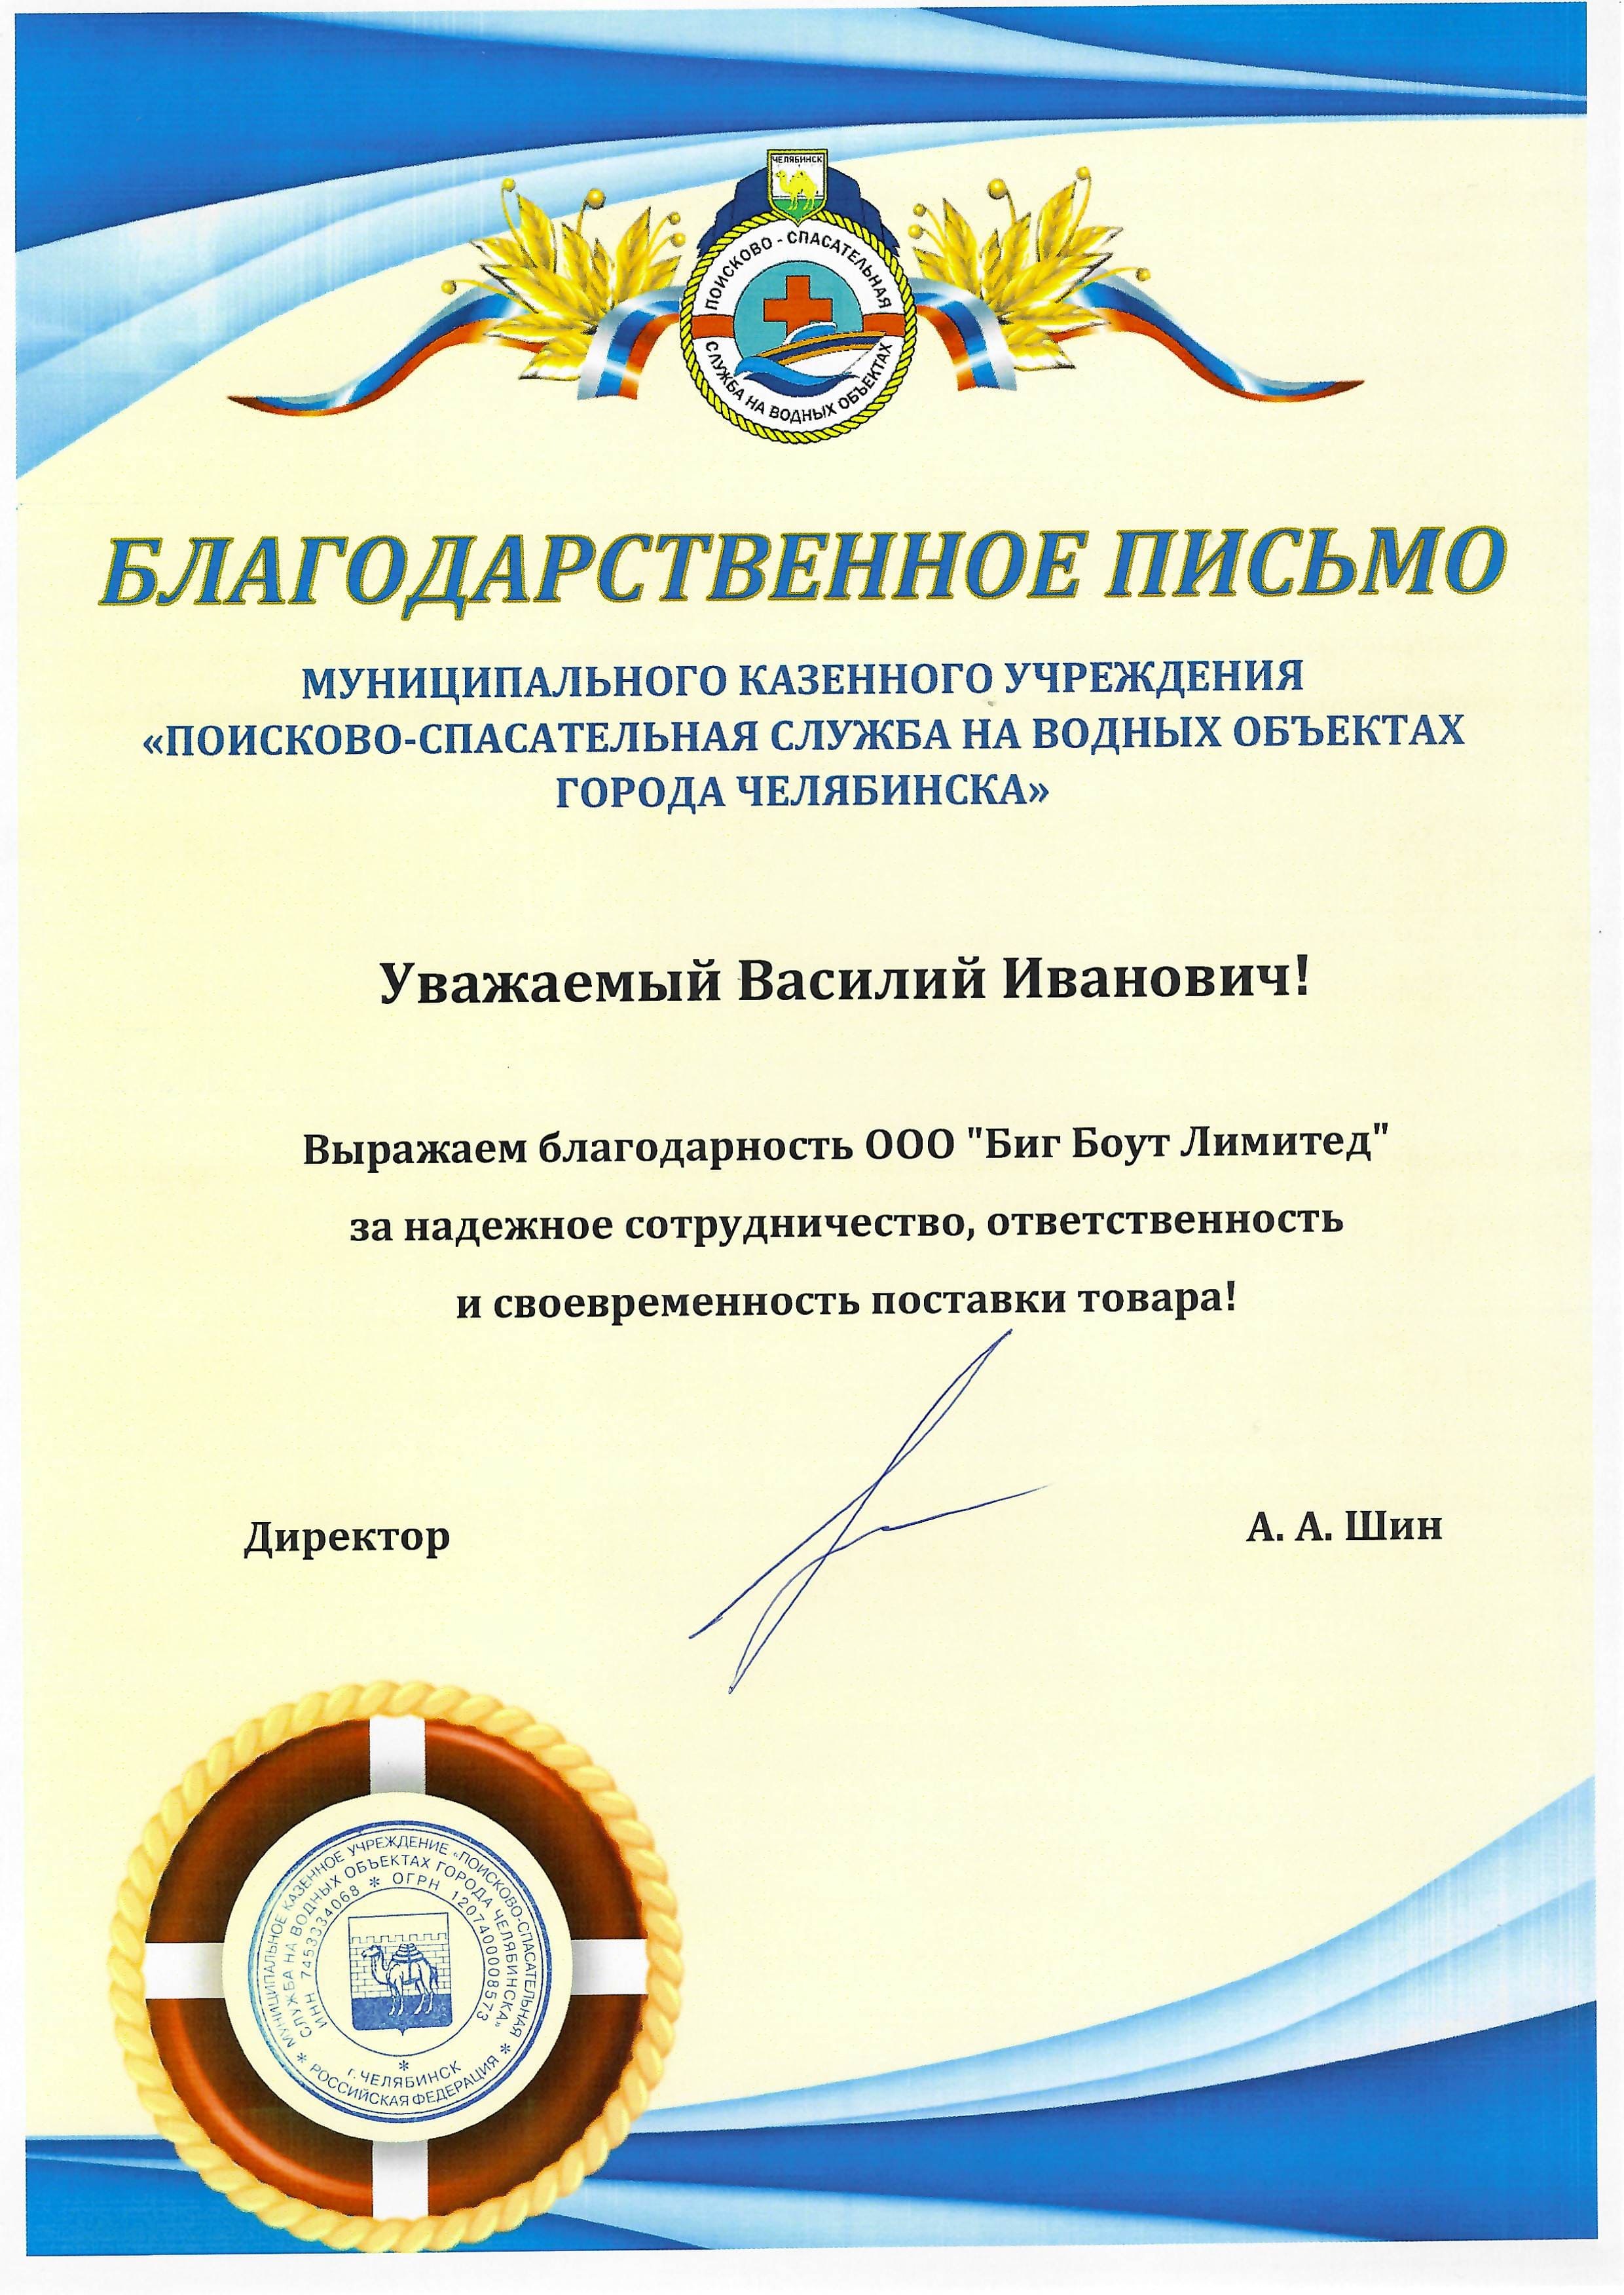 ЧЕЛЯБИНСК
ПОИСКОВО - СПАСАТЕЛЬНАЯ
СЛУЖБА НА ВОДНЫХ ОБЪЕКТАХ
БЛАГОДАРСТВЕННОЕ ПИСЬМО
МУНИЦИПАЛЬНОГО КАЗЕННОГО УЧРЕЖДЕНИЯ
«ПОИСКОВО-СПАСАТЕЛЬНАЯ СЛУЖБА НА ВОДНЫХ ОБЪЕКТАХ
ГОРОДА ЧЕЛЯБИНСКА»
Уважаемый Василий Иванович!
Выражаем благодарность ООО "Биг Боут Лимитед"
за надежное сотрудничество, ответственность
и своевременность поставки товара!
Директор
А. А. Шин
МУНИЦИПАЛЬНОЕ КАЗЕННОЕ УЧРЕЖДЕНИЕ «ПОИСКОВО-СПАСАТЕЛЬНАЯ
СЛУЖБА НА ВОДНЫХ ОБЪЕКТАХ ГОРОДА ЧЕЛЯБИНСКА»
ИНН 7453334068 * ОГРН 1207400008573
* г. ЧЕЛЯБИНСК
* РОССИЙСКАЯ ФЕДЕРАЦИЯ *